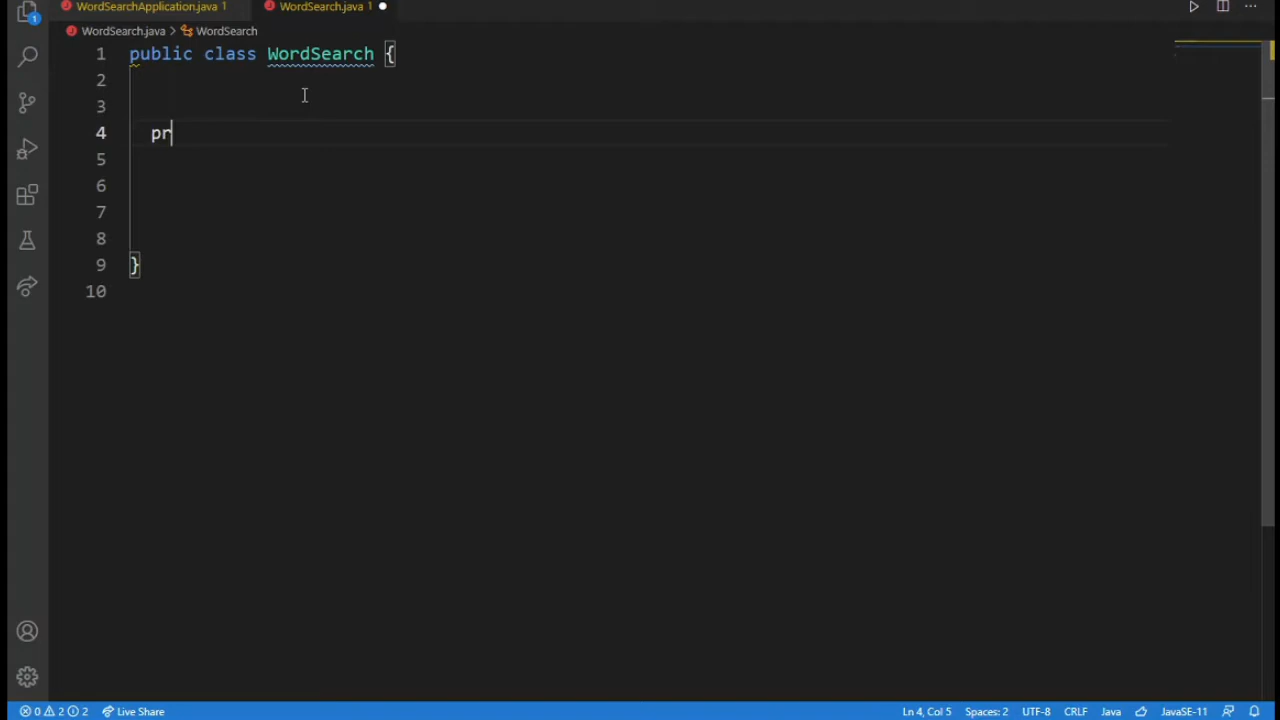 WordSearchApplication.java 1 WordSearch.java 1
WordSearch.java > WordSearch
1 public class WordSearch {
2
3
4 pr
5
6
7
8
9 }
10
1
0 2 2 Live Share Ln 4, Col 5 Spaces: 2 UTF-8 CRLF Java JavaSE-11